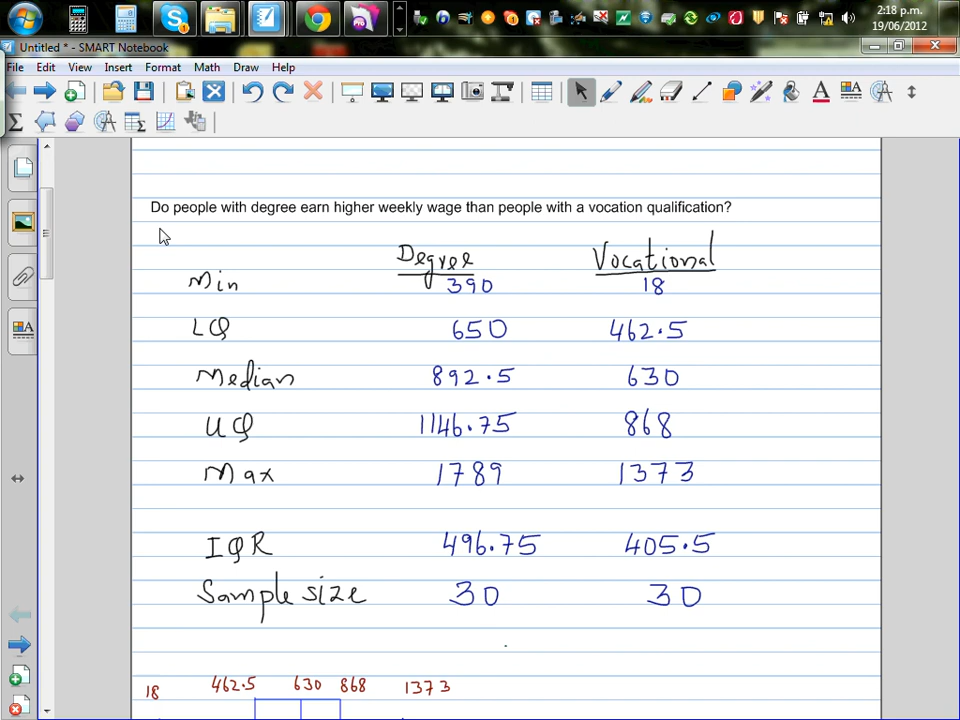 2:18 p.m.
19/06/2012
Untitled * - SMART Notebook
File Edit View Insert Format Math Draw Help
Do people with degree earn higher weekly wage than people with a vocation qualification?
Degree Vocational
Min 390 18
LQ 650 462.5
Median 892.5 630
UQ 1146.75 868
Max 1789 1373
IQR 496.75 405.5
Sample size 30 30
18 462.5 630 868 1373